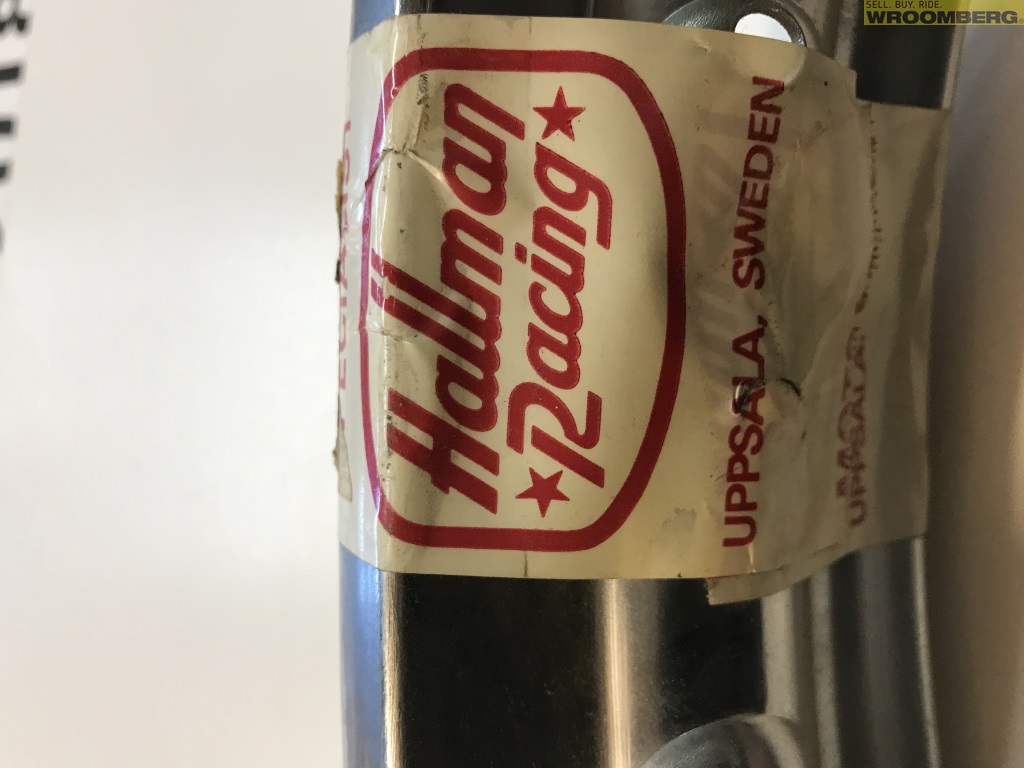 SELL. BUY. RIDE.
WROOMBERG
Hallman
Racing
UPPSALA, SWEDEN